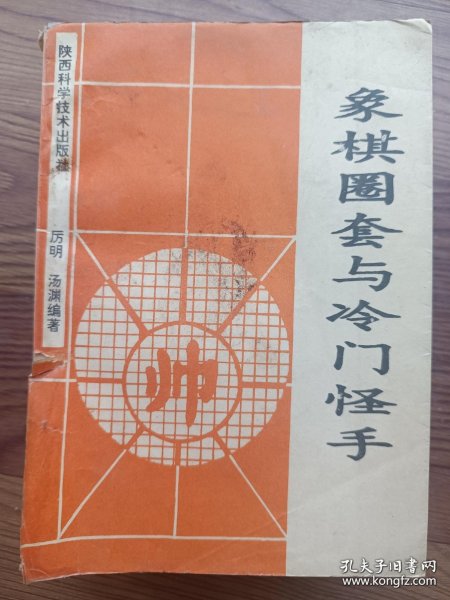 象棋圈套与冷门怪手
陕西科学技术出版社
厉明 汤渊编著
帅
孔夫子旧书网
www.kongfz.com